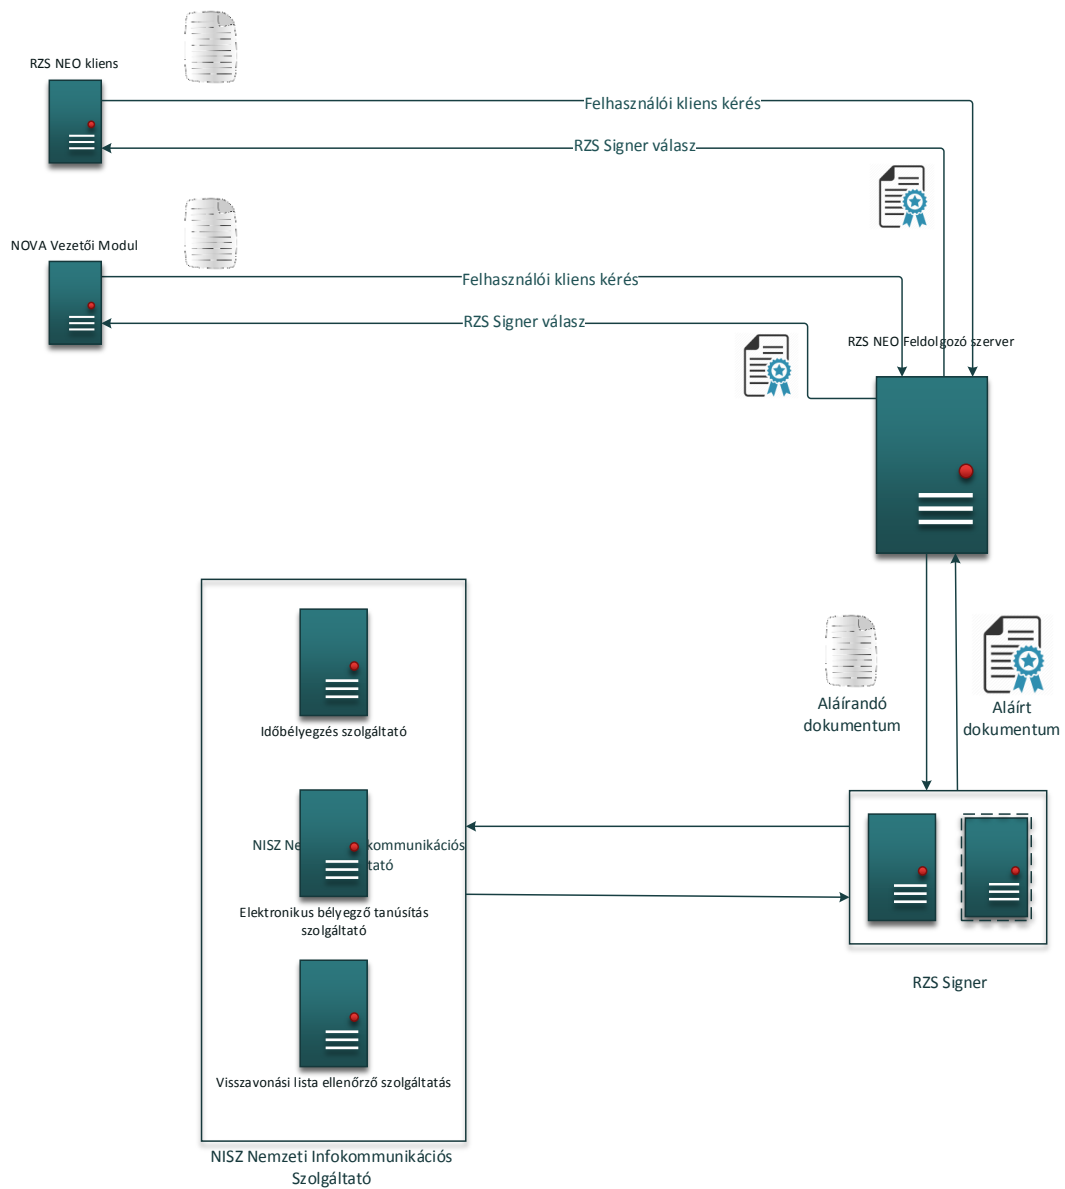 RZS NEO kliens
Felhasználói kliens kérés
RZS Signer válasz
NOVA Vezetői Modul
Felhasználói kliens kérés
RZS Signer válasz
RZS NEO Feldolgozó szerver
Aláírandó
dokumentum
Aláírt
dokumentum
Időbélyegzés szolgáltató
NISZ
Elektronikus bélyegző tanúsítás
szolgáltató
RZS Signer
Visszavonási lista ellenőrző szolgáltatás
NISZ Nemzeti Infokommunikációs
Szolgáltató